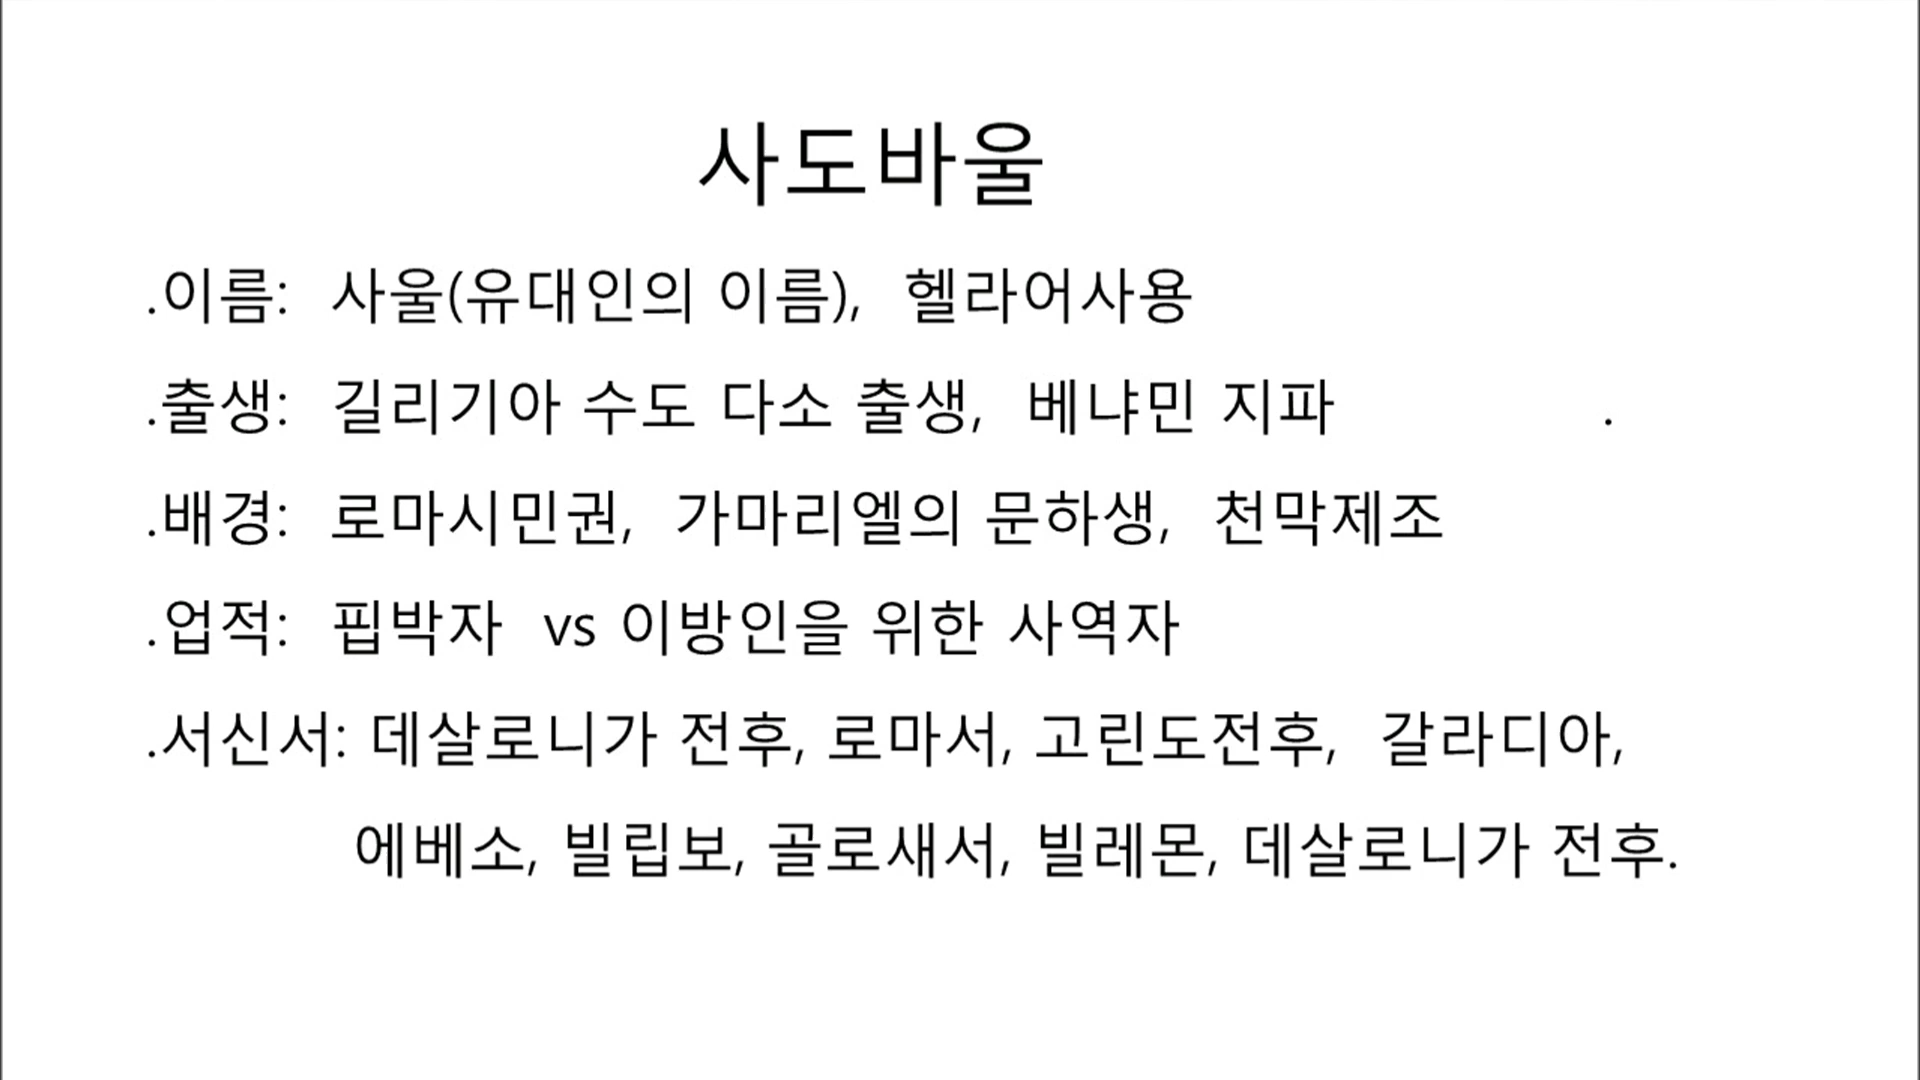 사도바울
.이름: 사울(유대인의 이름), 헬라어사용
.출생: 길리기아 수도 다소 출생, 베냐민 지파 .
.배경: 로마시민권, 가마리엘의 문하생, 천막제조
.업적: 핍박자 vs 이방인을 위한 사역자
.서신서: 데살로니가 전후, 로마서, 고린도전후, 갈라디아,
에베소, 빌립보, 골로새서, 빌레몬, 데살로니가 전후.